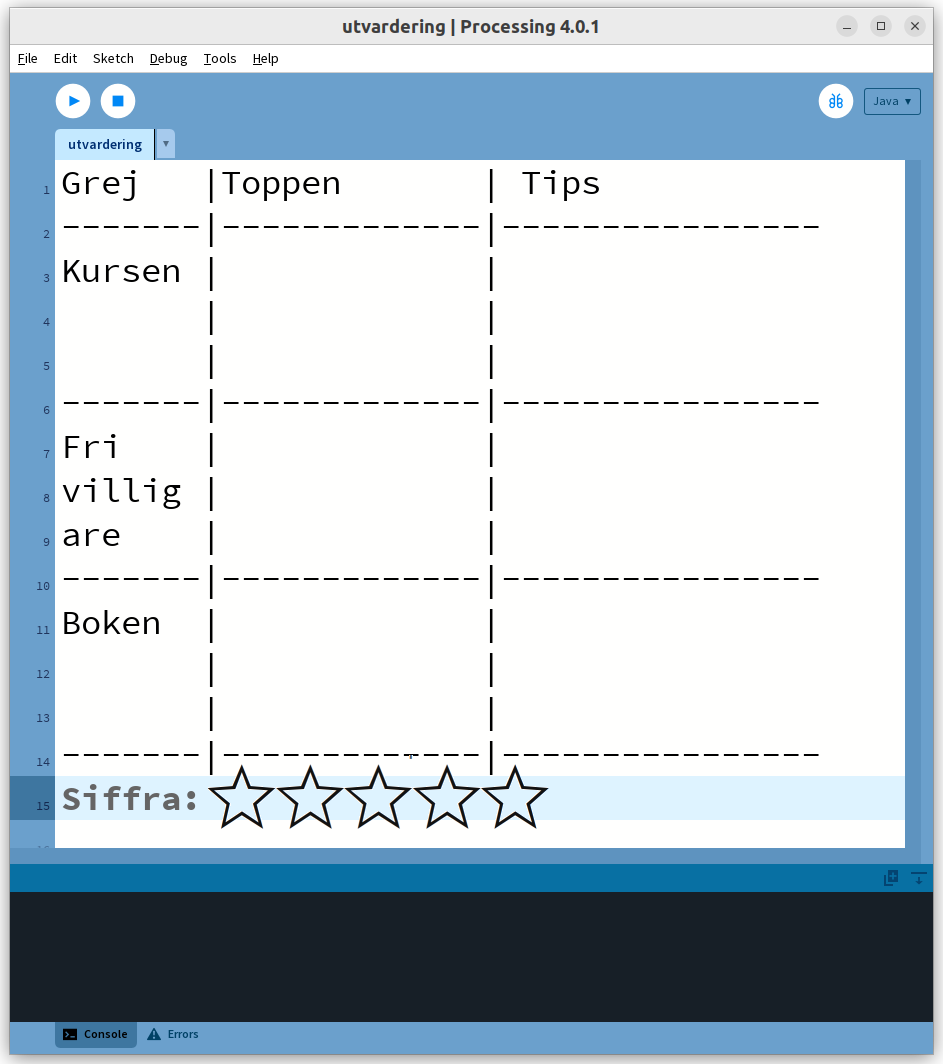 utvardering | Processing 4.0.1
File Edit Sketch Debug Tools Help
Java ▾
utvardering ▾
1 Grej   |Toppen       | Tips
2 -------|-------------|----------------
3 Kursen |             |
4        |             |
5        |             |
6 -------|-------------|----------------
7 Fri    |             |
8 villig |             |
9 are    |             |
10 -------|-------------|----------------
11 Boken  |             |
12        |             |
13        |             |
14 -------|-------------|----------------
15 Siffra: ☆☆☆☆☆
Console Errors